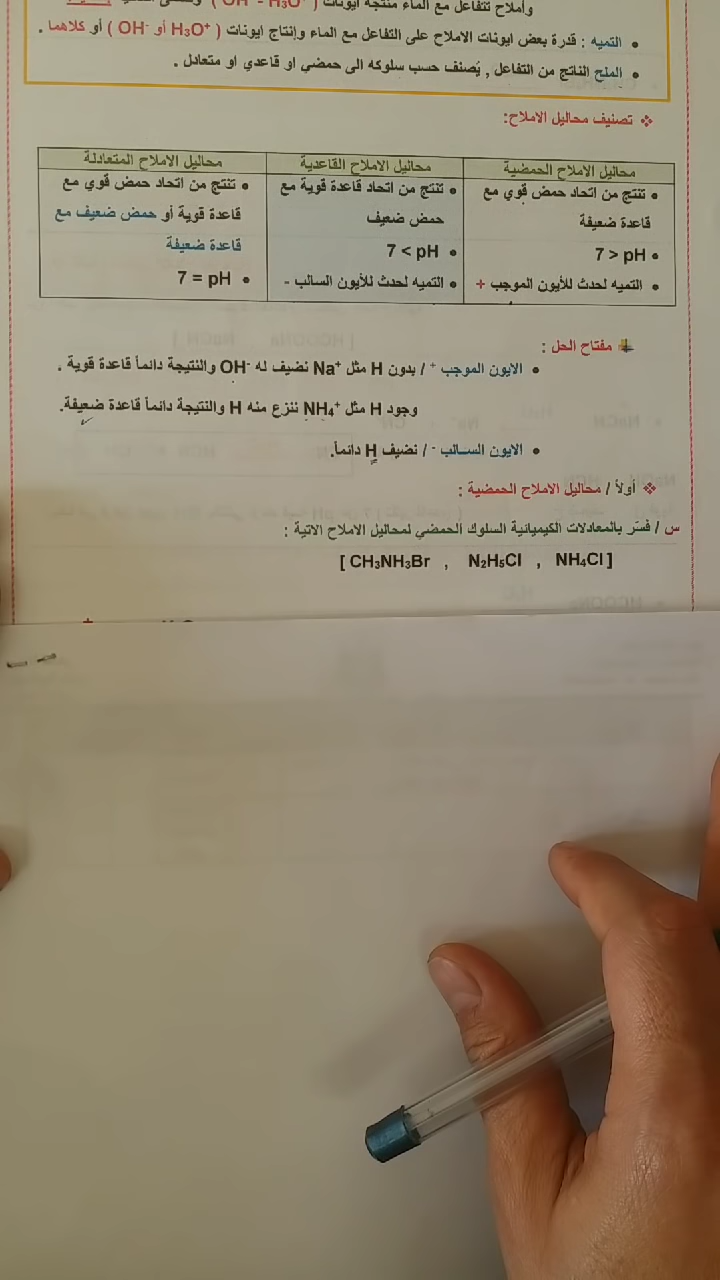 وأملاح تتفاعل مع الماء منتجة ايونات ( OH⁻ - H₃O⁺ )
• التميه : قدرة بعض ايونات الاملاح على التفاعل مع الماء وإنتاج ايونات ( H₃O⁺ أو OH⁻ ) أو كلاهما .
• الملح الناتج من التفاعل , يُصنف حسب سلوكه الى حمضي او قاعدي او متعادل .
❖ تصنيف محاليل الاملاح:
محاليل الاملاح الحمضية
• تنتج من اتحاد حمض قوي مع
قاعدة ضعيفة
• 7 > pH
• التميه لحدث للأيون الموجب +
محاليل الاملاح القاعدية
• تنتج من اتحاد قاعدة قوية مع
حمض ضعيف
• 7 < pH
• التميه لحدث للأيون السالب -
محاليل الاملاح المتعادلة
• تنتج من اتحاد حمض قوي مع
قاعدة قوية أو حمض ضعيف مع
قاعدة ضعيفة
• 7 = pH
مفتاح الحل :
• الايون الموجب ⁺ / بدون H مثل Na⁺ نضيف له OH⁻ والنتيجة دائماً قاعدة قوية .
وجود H مثل NH₄⁺ ننزع منه H والنتيجة دائماً قاعدة ضعيفة.
• الايون السالب ⁻ / نضيف H دائماً.
❖ أولاً / محاليل الاملاح الحمضية :
س / فسّر بالمعادلات الكيميائية السلوك الحمضي لمحاليل الاملاح الاتية :
[ CH₃NH₃Br , N₂H₅Cl , NH₄Cl ]